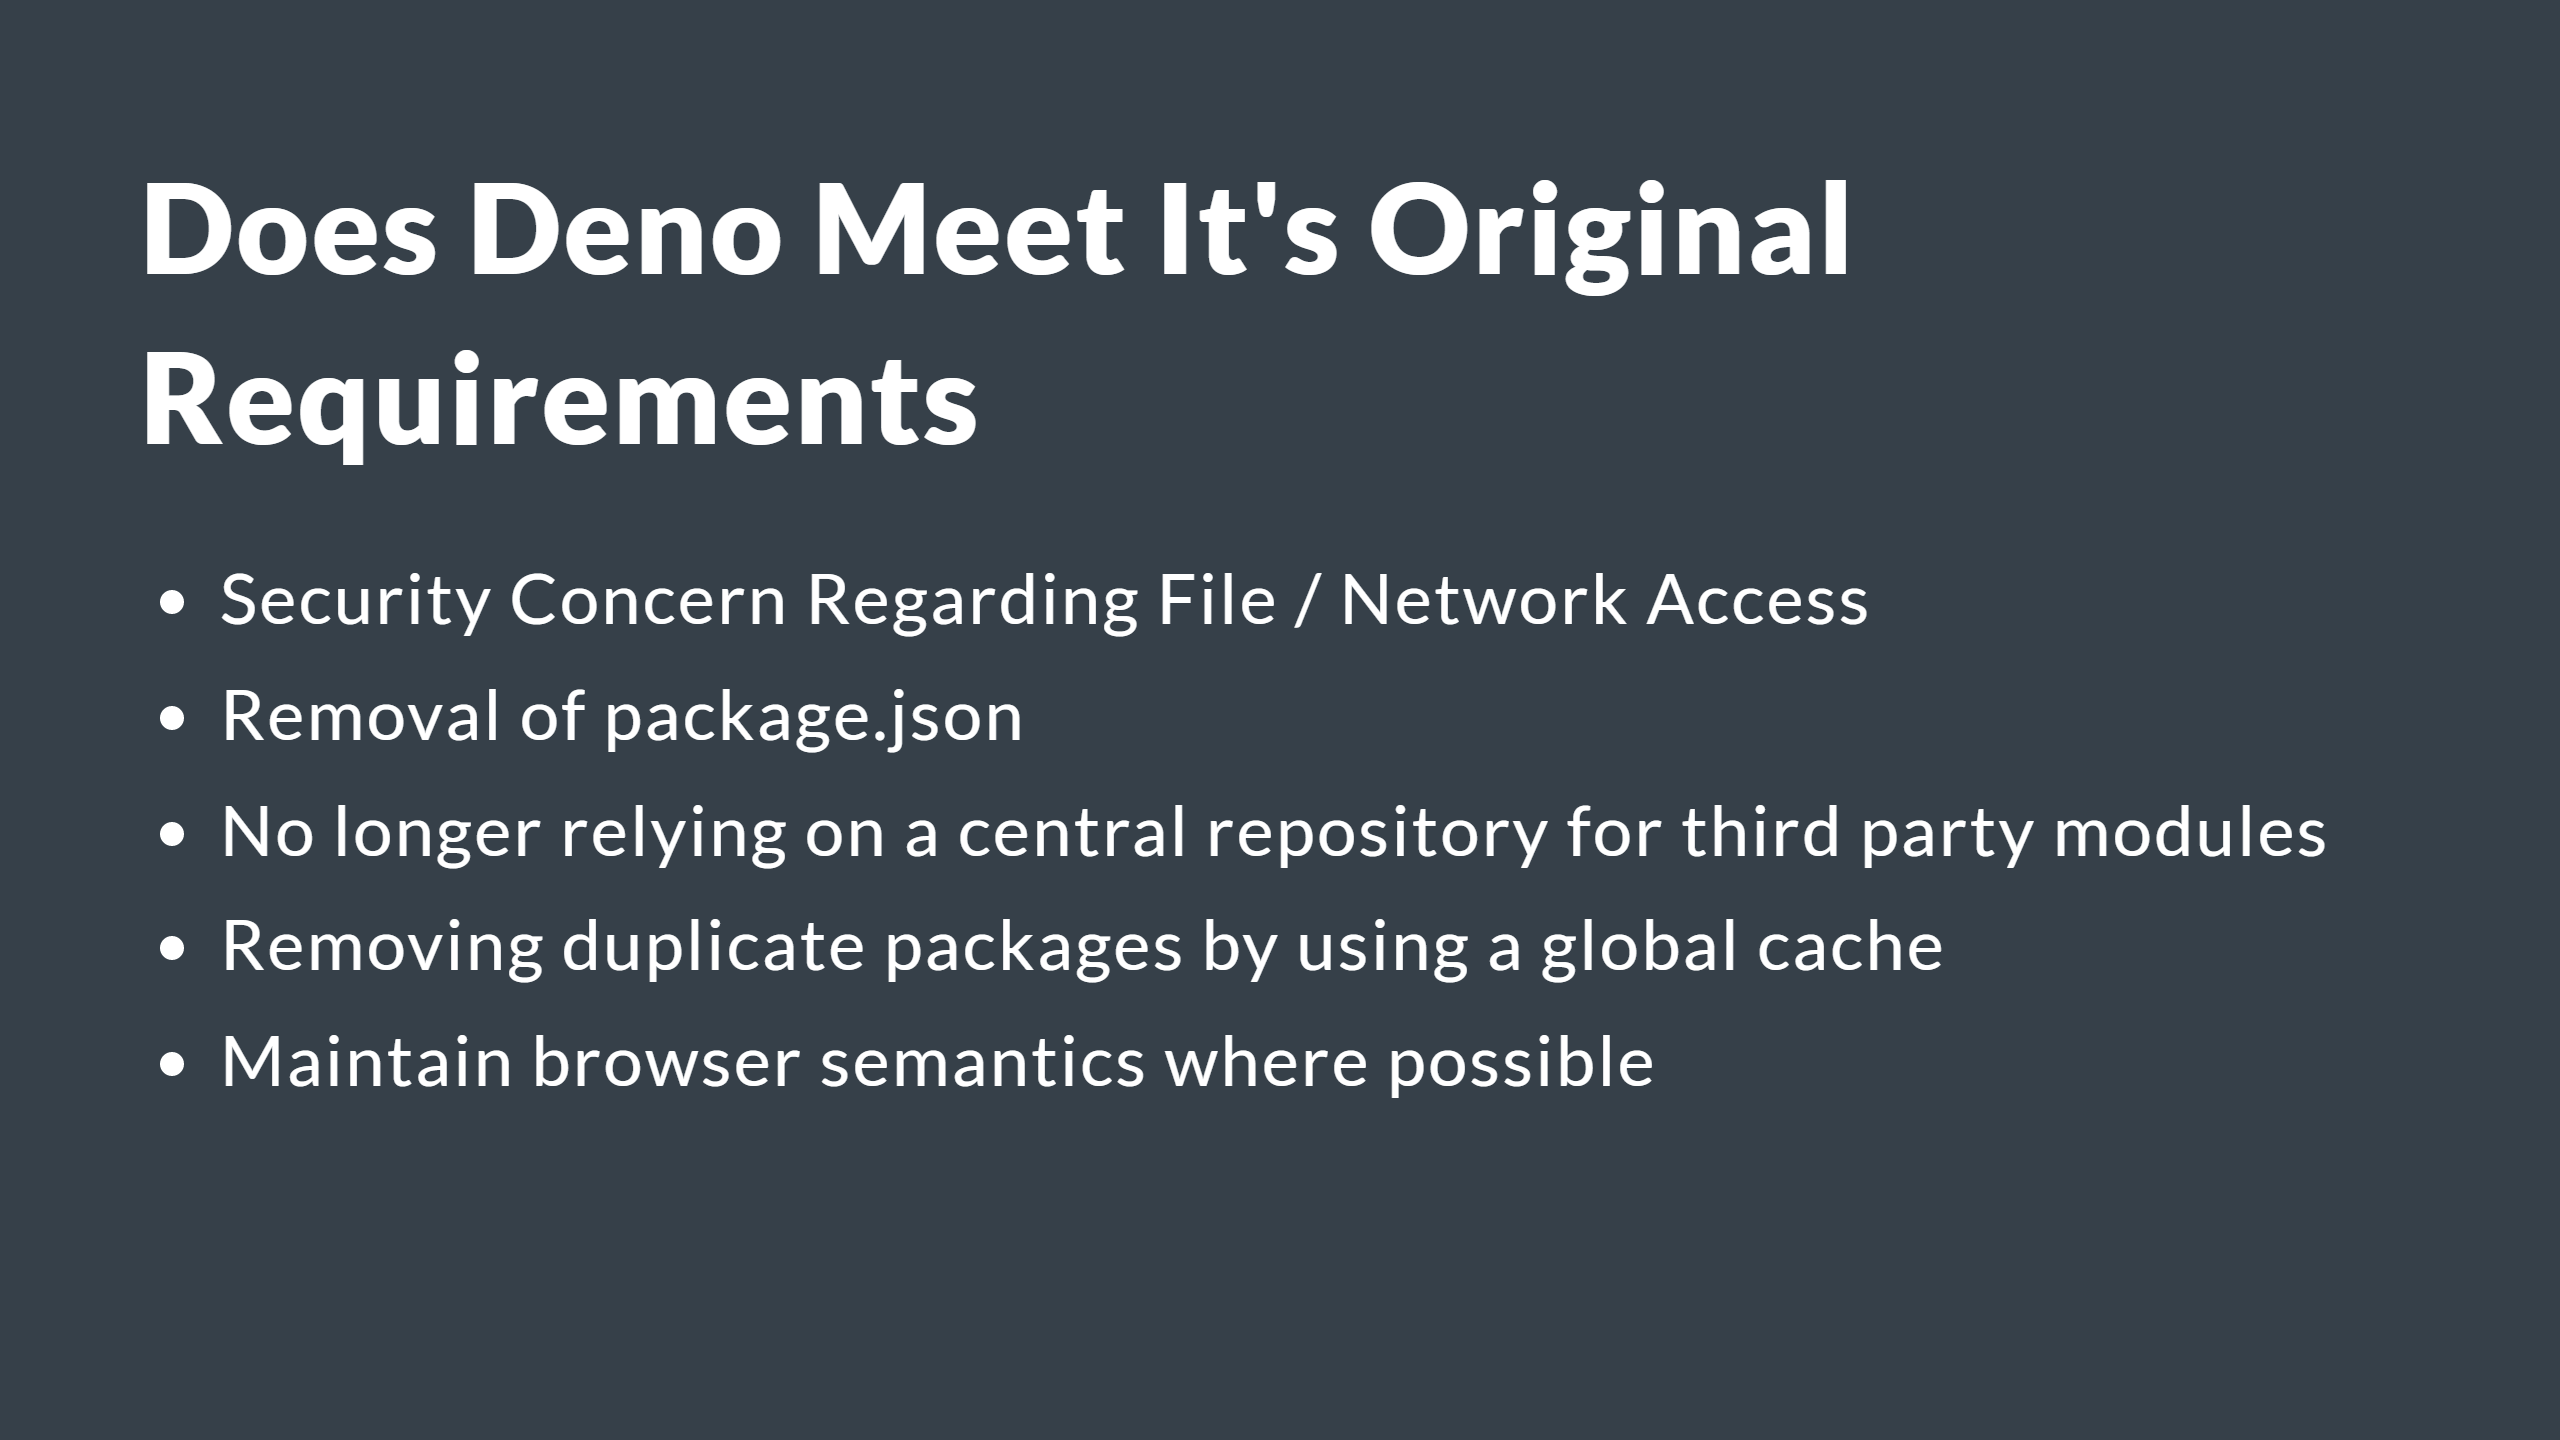 Does Deno Meet It's Original
Requirements
• Security Concern Regarding File / Network Access
• Removal of package.json
• No longer relying on a central repository for third party modules
• Removing duplicate packages by using a global cache
• Maintain browser semantics where possible